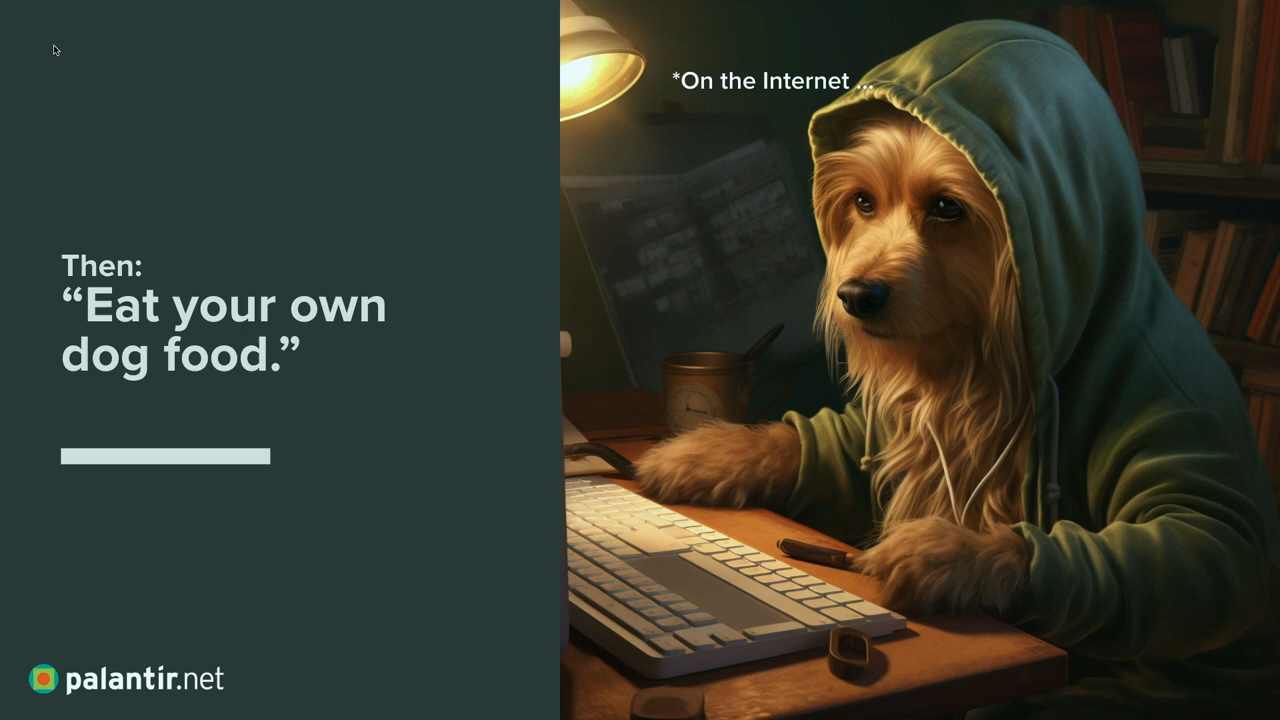 *On the Internet ...
Then:
“Eat your own
dog food.”
palantir.net